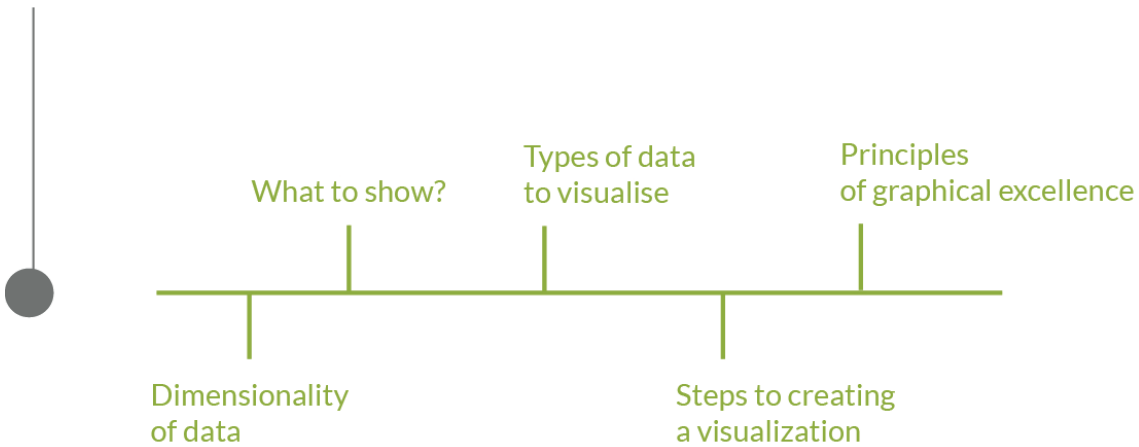 What to show?
Types of data
to visualise
Principles
of graphical excellence
Dimensionality
of data
Steps to creating
a visualization